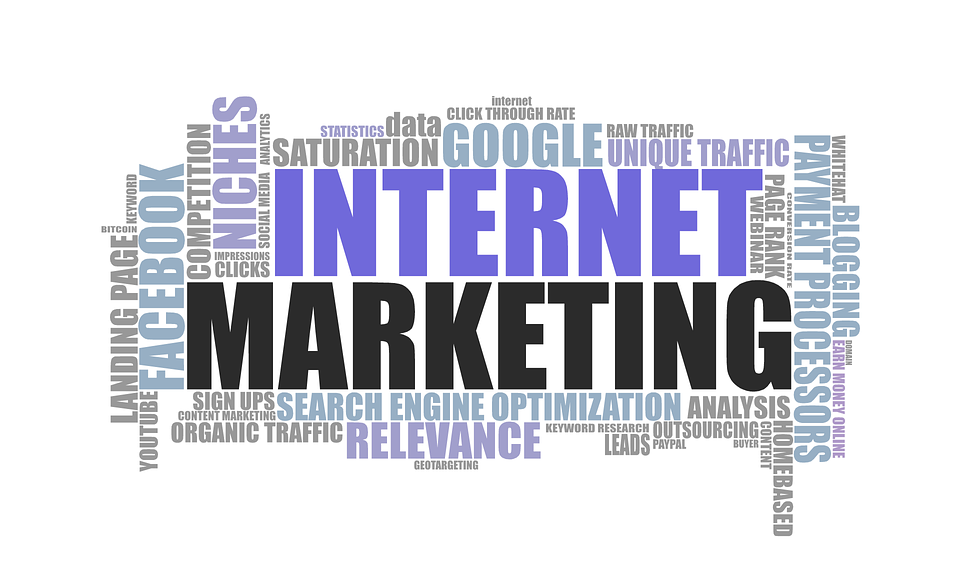 internet
CLICK THROUGH RATE
STATISTICS
data
GOOGLE
RAW TRAFFIC
SATURATION
UNIQUE TRAFFIC
NICHES
ANALYTICS
COMPETITION
SOCIAL MEDIA
KEYWORD
BITCOIN
FACEBOOK
LANDING PAGE
YOUTUBE
IMPRESSIONS
CLICKS
INTERNET
MARKETING
PAGE RANK
WEBINAR
CONVERSION RATE
PAYMENT PROCESSORS
WHITEHAT
BLOGGING
DOMAIN
EARN MONEY ONLINE
SIGN UPS
SEARCH ENGINE OPTIMIZATION
ANALYSIS
CONTENT MARKETING
ORGANIC TRAFFIC
RELEVANCE
KEYWORD RESEARCH
OUTSOURCING
LEADS
PAYPAL
BUYER
CONTENT
HOMEBASED
GEOTARGETING